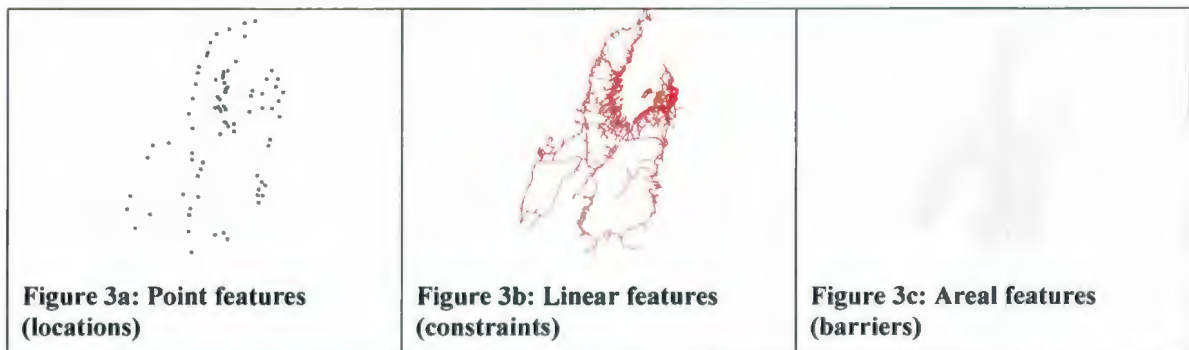 Figure 3a: Point features
(locations)
Figure 3b: Linear features
(constraints)
Figure 3c: Areal features
(barriers)